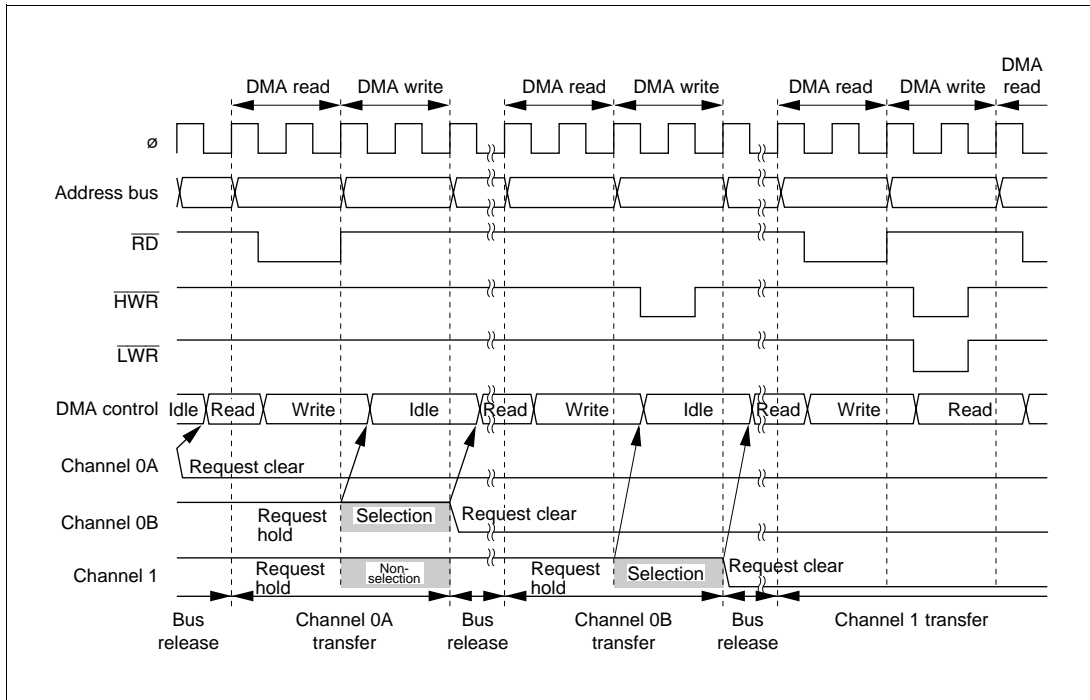 DMA
DMA read DMA write DMA read DMA write DMA read DMA write read
ø
Address bus
RD
HWR
LWR
DMA control Idle Read Write Idle Read Write Idle Read Write Read
Channel 0A Request clear
Channel 0B Request hold Selection Request clear
Channel 1 Request hold Non-selection Request hold Selection Request clear
Bus release Channel 0A transfer Bus release Channel 0B transfer Bus release Channel 1 transfer